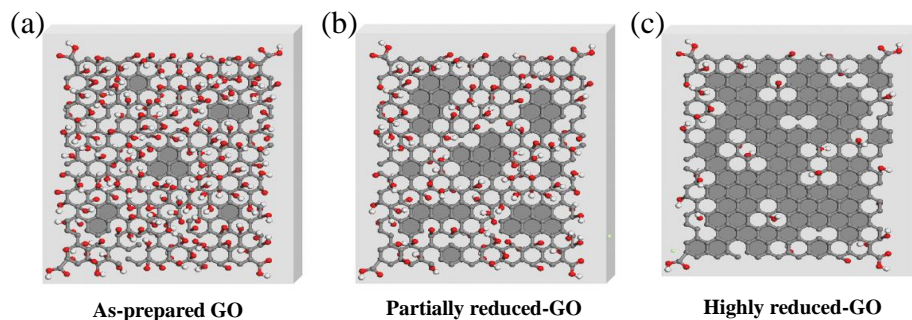 (a)
(b)
(c)
As-prepared GO
Partially reduced-GO
Highly reduced-GO